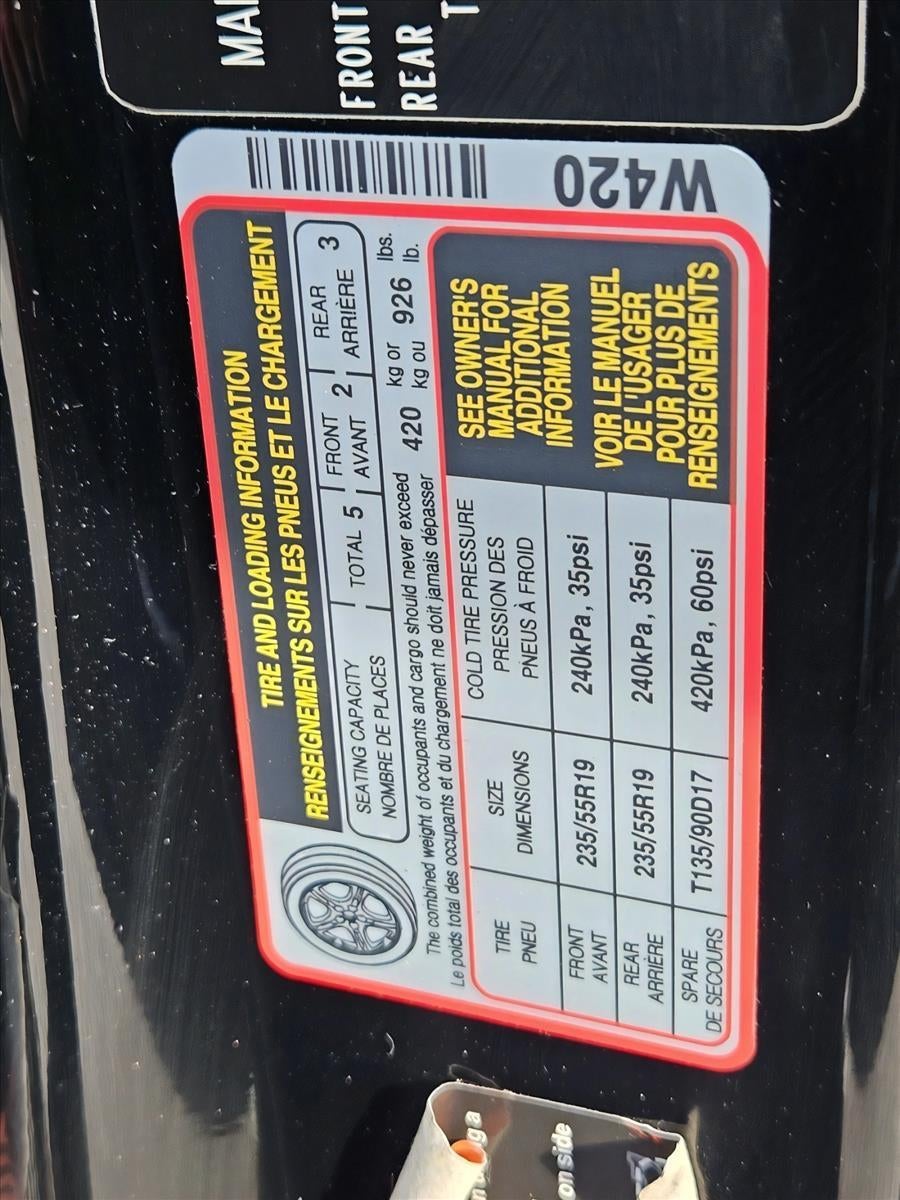 MA
FRONT
REAR
T
W420
TIRE AND LOADING INFORMATION
RENSEIGNEMENTS SUR LES PNEUS ET LE CHARGEMENT
SEATING CAPACITY
NOMBRE DE PLACES
TOTAL 5
FRONT
AVANT 2
REAR
ARRIÈRE 3
The combined weight of occupants and cargo should never exceed 420 kg or 926 lbs.
Le poids total des occupants et du chargement ne doit jamais dépasser kg ou lb.
TIRE
PNEU
SIZE
DIMENSIONS
COLD TIRE PRESSURE
PRESSION DES
PNEUS À FROID
FRONT
AVANT
235/55R19
240kPa, 35psi
REAR
ARRIÈRE
235/55R19
240kPa, 35psi
SPARE
DE SECOURS
T135/90D17
420kPa, 60psi
SEE OWNER'S
MANUAL FOR
ADDITIONAL
INFORMATION
VOIR LE MANUEL
DE L'USAGER
POUR PLUS DE
RENSEIGNEMENTS
g a
on side